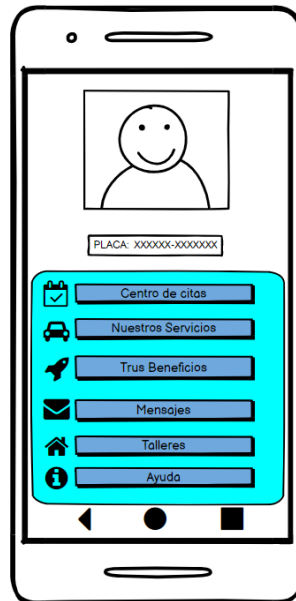 PLACA: XXXXXX-XXXXXXX
Centro de citas
Nuestros Servicios
Trus Beneficios
Mensajes
Talleres
Ayuda